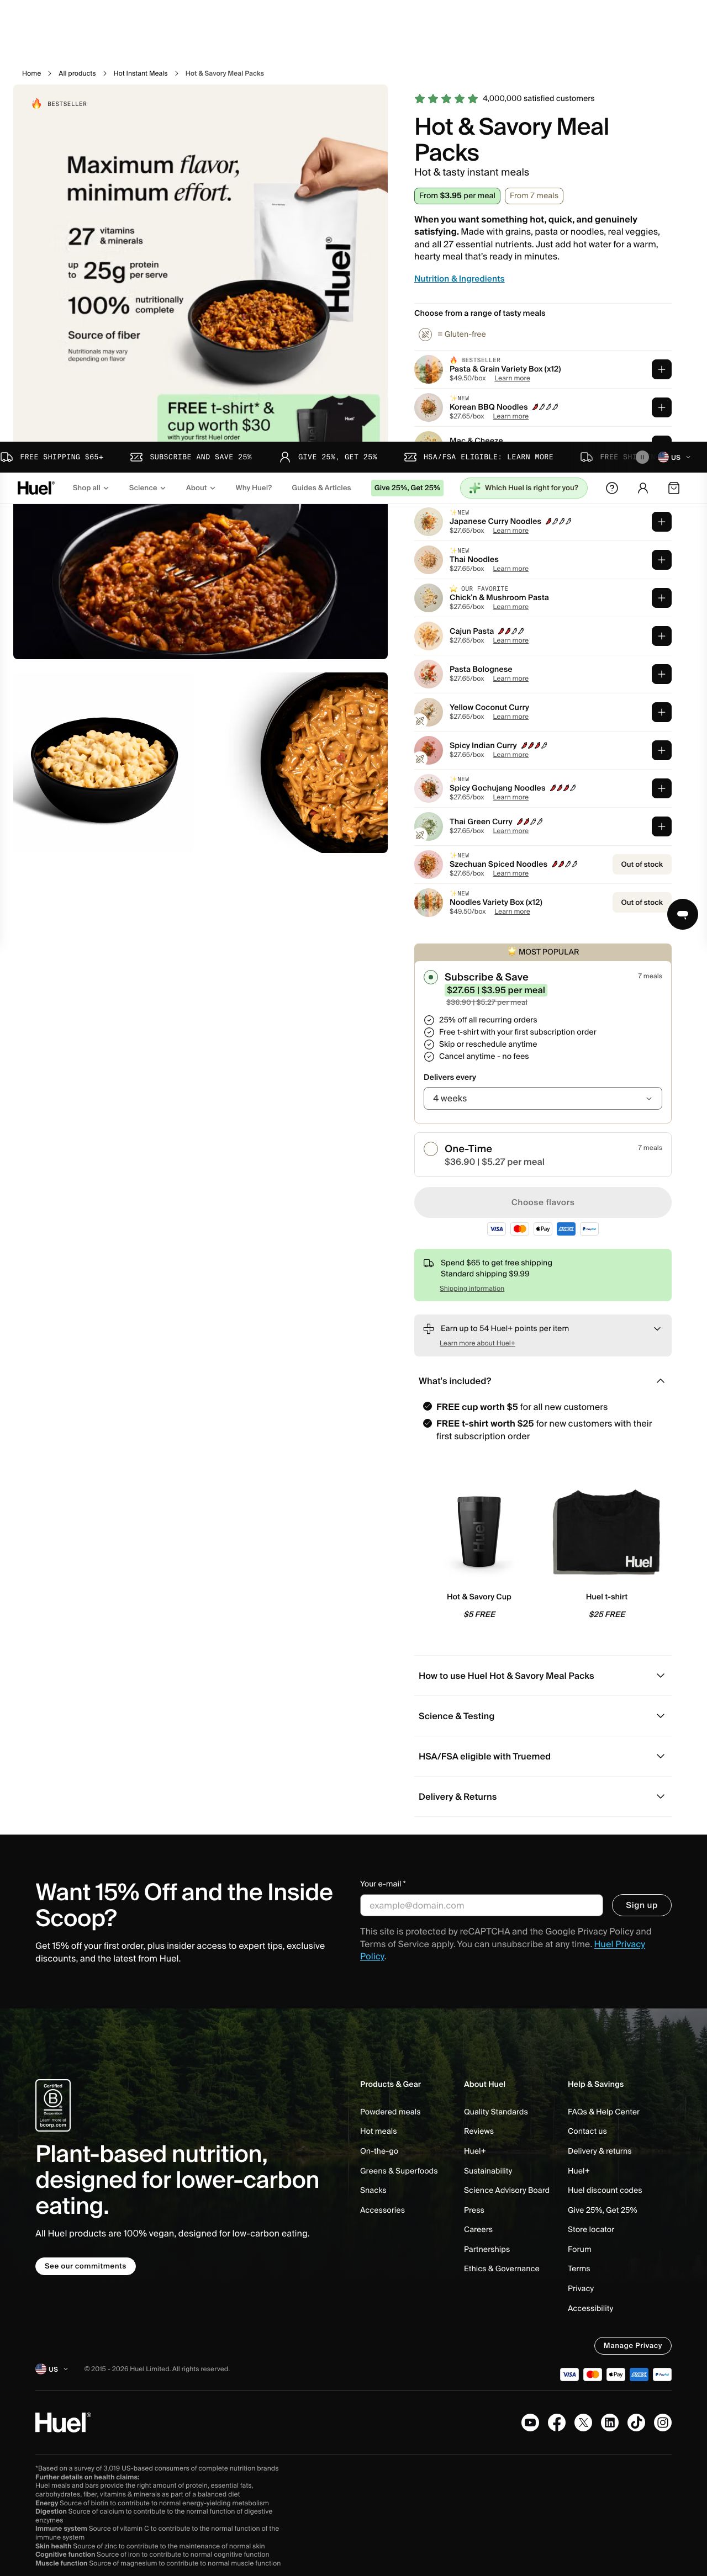 Home > All products > Hot Instant Meals > Hot & Savory Meal Packs
🔥 BESTSELLER
Maximum flavor,
minimum effort.
27 vitamins
& minerals
up
to 25g protein
per serve
100% nutritionally
complete
Source of fiber
Nutritionals may vary
depending on flavor
Huel®
FREE t-shirt* &
cup worth $30
with your first Huel order
4,000,000 satisfied customers
Hot & Savory Meal
Packs
Hot & tasty instant meals
From $3.95 per meal
From 7 meals
When you want something hot, quick, and genuinely
satisfying. Made with grains, pasta or noodles, real veggies,
and all 27 essential nutrients. Just add hot water for a warm,
hearty meal that's ready in minutes.
Nutrition & Ingredients
Choose from a range of tasty meals
= Gluten-free
🔥 BESTSELLER
Pasta & Grain Variety Box (x12)
$49.50/box Learn more
✨NEW
Korean BBQ Noodles
$27.65/box Learn more
Mac & Cheeze
FREE SHIPPING $65+
SUBSCRIBE AND SAVE 25%
GIVE 25%, GET 25%
HSA/FSA ELIGIBLE: LEARN MORE
FREE SHI
US
Huel®
Shop all
Science
About
Why Huel?
Guides & Articles
Give 25%, Get 25%
Which Huel is right for you?
✨NEW
Japanese Curry Noodles
$27.65/box Learn more
✨NEW
Thai Noodles
$27.65/box Learn more
⭐ OUR FAVORITE
Chick'n & Mushroom Pasta
$27.65/box Learn more
Cajun Pasta
$27.65/box Learn more
Pasta Bolognese
$27.65/box Learn more
Yellow Coconut Curry
$27.65/box Learn more
Spicy Indian Curry
$27.65/box Learn more
✨NEW
Spicy Gochujang Noodles
$27.65/box Learn more
Thai Green Curry
$27.65/box Learn more
✨NEW
Szechuan Spiced Noodles
$27.65/box Learn more
Out of stock
✨NEW
Noodles Variety Box (x12)
$49.50/box Learn more
Out of stock
⭐ MOST POPULAR
Subscribe & Save
7 meals
$27.65 | $3.95 per meal
$36.90 | $5.27 per meal
25% off all recurring orders
Free t-shirt with your first subscription order
Skip or reschedule anytime
Cancel anytime - no fees
Delivers every
4 weeks
One-Time
7 meals
$36.90 | $5.27 per meal
Choose flavors
VISA
Pay
AMERICAN EXPRESS
PayPal
Spend $65 to get free shipping
Standard shipping $9.99
Shipping information
Earn up to 54 Huel+ points per item
Learn more about Huel+
What's included?
FREE cup worth $5 for all new customers
FREE t-shirt worth $25 for new customers with their
first subscription order
Huel
Huel
Hot & Savory Cup
$5 FREE
Huel t-shirt
$25 FREE
How to use Huel Hot & Savory Meal Packs
Science & Testing
HSA/FSA eligible with Truemed
Delivery & Returns
Want 15% Off and the Inside
Scoop?
Get 15% off your first order, plus insider access to expert tips, exclusive
discounts, and the latest from Huel.
Your e-mail *
example@domain.com
Sign up
This site is protected by reCAPTCHA and the Google Privacy Policy and
Terms of Service apply. You can unsubscribe at any time. Huel Privacy
Policy.
Certified
B
Corporation
Learn more at
bcorp.com
Plant-based nutrition,
designed for lower-carbon
eating.
All Huel products are 100% vegan, designed for low-carbon eating.
See our commitments
Products & Gear
Powdered meals
Hot meals
On-the-go
Greens & Superfoods
Snacks
Accessories
About Huel
Quality Standards
Reviews
Huel+
Sustainability
Science Advisory Board
Press
Careers
Partnerships
Ethics & Governance
Help & Savings
FAQs & Help Center
Contact us
Delivery & returns
Huel+
Huel discount codes
Give 25%, Get 25%
Store locator
Forum
Terms
Privacy
Accessibility
Manage Privacy
US
© 2015 - 2026 Huel Limited. All rights reserved.
VISA
Pay
AMERICAN EXPRESS
PayPal
Huel®
*Based on a survey of 3,019 US-based consumers of complete nutrition brands
Further details on health claims:
Huel meals and bars provide the right amount of protein, essential fats,
carbohydrates, fiber, vitamins & minerals as part of a balanced diet
Energy Source of biotin to contribute to normal energy-yielding metabolism
Digestion Source of calcium to contribute to the normal function of digestive
enzymes
Immune system Source of vitamin C to contribute to the normal function of the
immune system
Skin health Source of zinc to contribute to the maintenance of normal skin
Cognitive function Source of iron to contribute to normal cognitive function
Muscle function Source of magnesium to contribute to normal muscle function